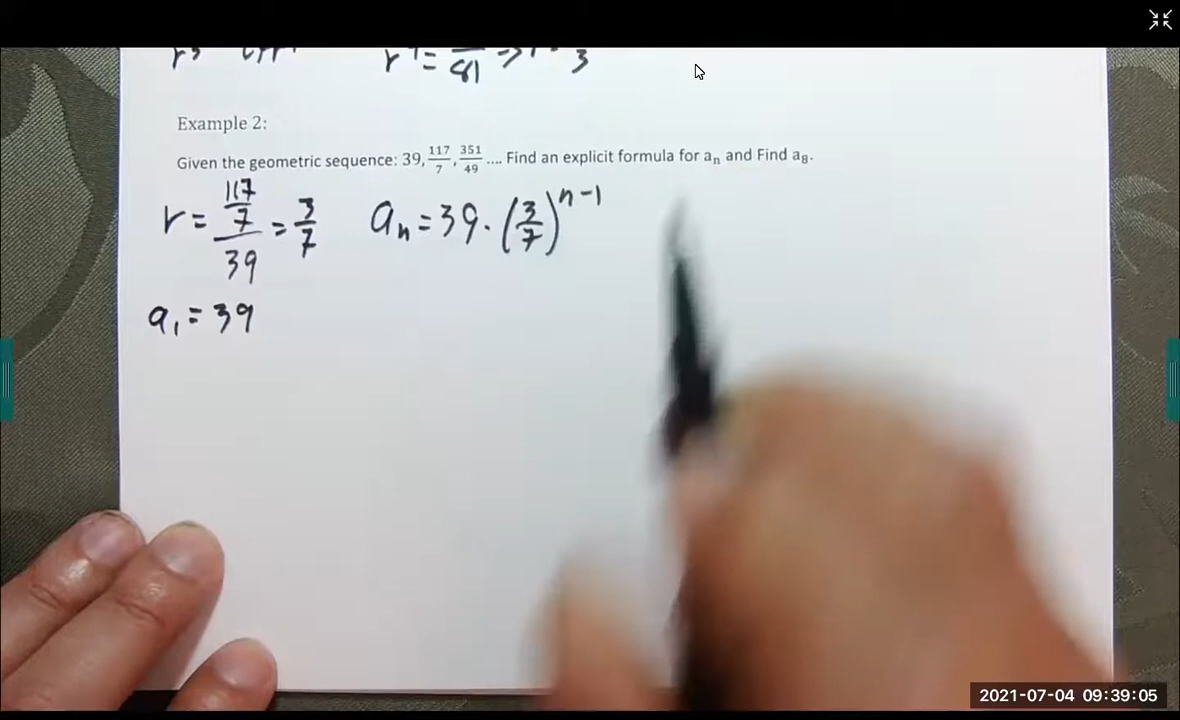 Example 2:
Given the geometric sequence: 39, 117/7, 351/49 .... Find an explicit formula for aₙ and Find a₈.
r = (117/7)/39 = 3/7    aₙ = 39 · (3/7)ⁿ⁻¹
a₁ = 39
2021-07-04 09:39:05